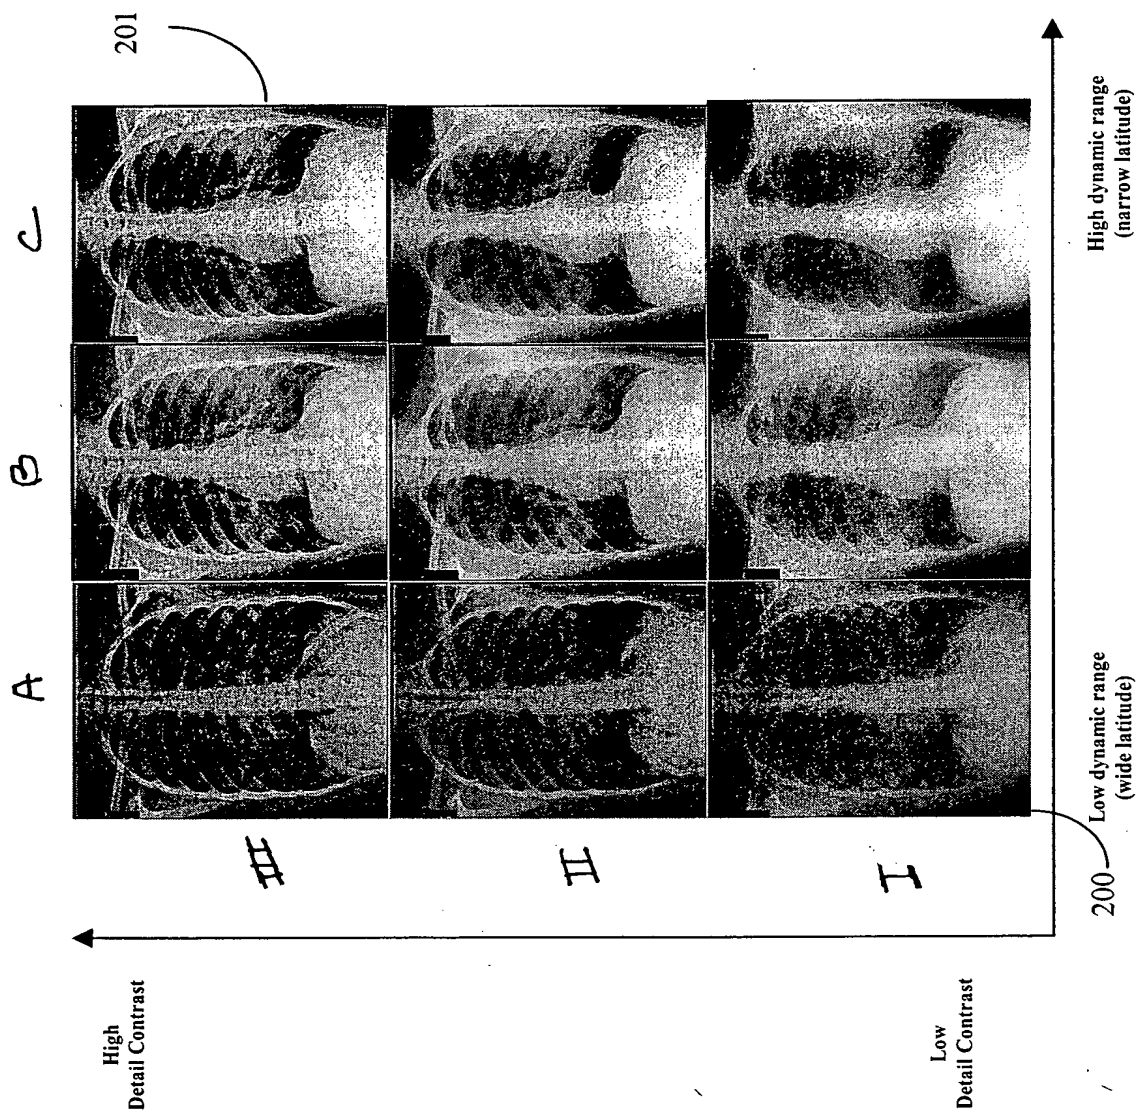 201
A
B
C
III
II
I
High
Detail Contrast
Low
Detail Contrast
200
Low dynamic range
(wide latitude)
High dynamic range
(narrow latitude)